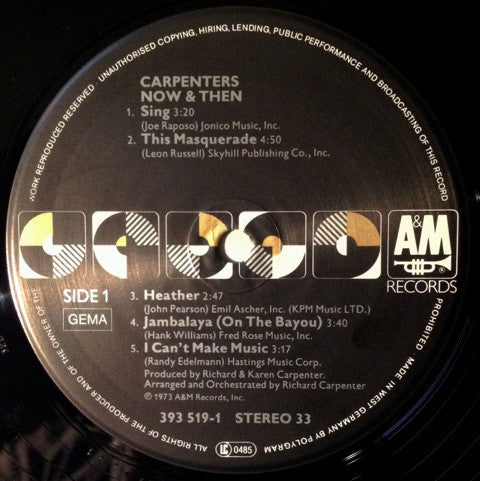 UNAUTHORISED COPYING, HIRING, LENDING, PUBLIC PERFORMANCE AND BROADCASTING OF THIS RECORD PROHIBITED
CARPENTERS
NOW & THEN
1. Sing 3:20
(Joe Raposo) Jonico Music, Inc.
2. This Masquerade 4:50
(Leon Russell) Skyhill Publishing Co., Inc.
A&M
®
RECORDS
SIDE 1
GEMA
3. Heather 2:47
(John Pearson) Emil Ascher, Inc. (KPM Music LTD.)
4. Jambalaya (On The Bayou) 3:40
(Hank Williams) Fred Rose Music, Inc.
5. I Can't Make Music 3:17
(Randy Edelmann) Hastings Music Corp.
Produced by Richard & Karen Carpenter.
Arranged and Orchestrated by Richard Carpenter
℗ 1973 A&M Records, Inc.
393 519-1 STEREO 33
LC 0485
ALL RIGHTS OF THE PRODUCER AND OF THE OWNER OF THE WORK REPRODUCED RESERVED
MADE IN WEST GERMANY BY POLYGRAM